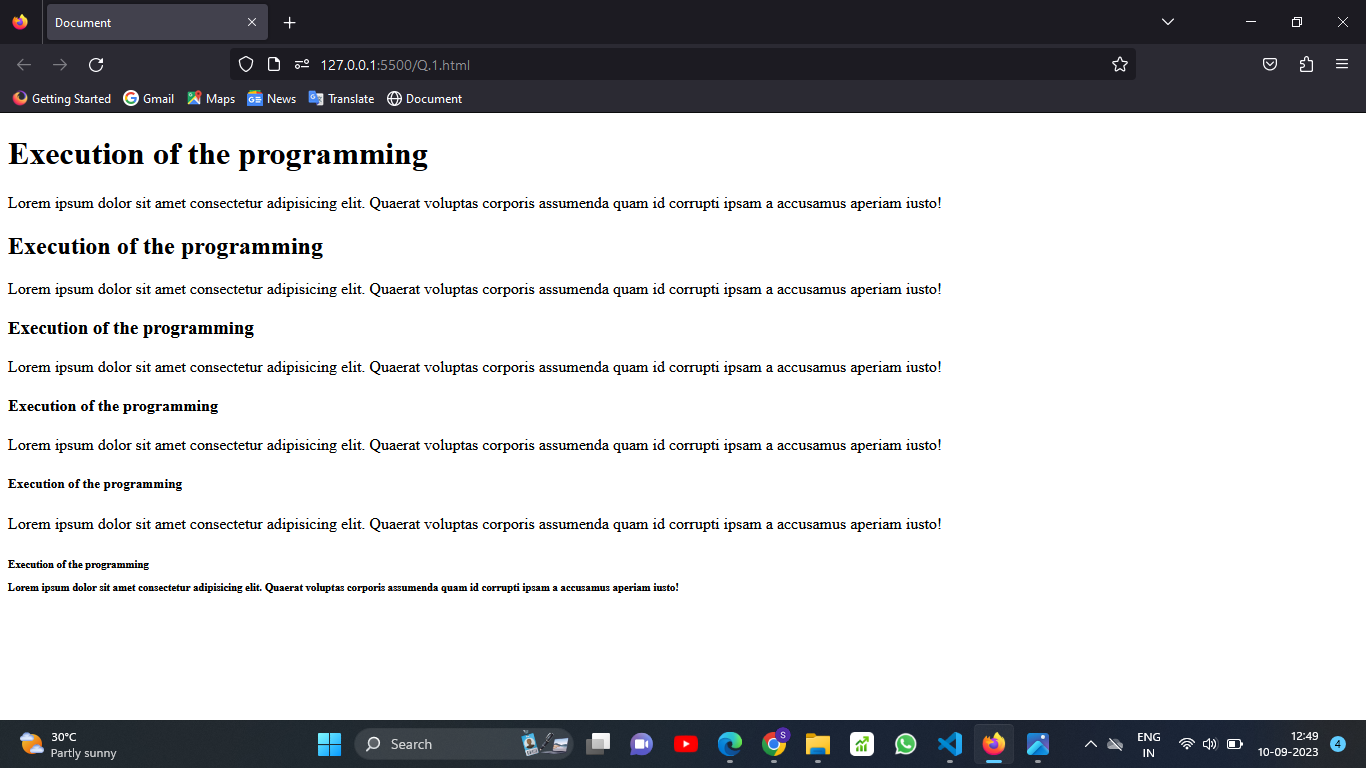 Document
127.0.0.1:5500/Q.1.html
Getting Started Gmail Maps News Translate Document
Execution of the programming
Lorem ipsum dolor sit amet consectetur adipisicing elit. Quaerat voluptas corporis assumenda quam id corrupti ipsam a accusamus aperiam iusto!
Execution of the programming
Lorem ipsum dolor sit amet consectetur adipisicing elit. Quaerat voluptas corporis assumenda quam id corrupti ipsam a accusamus aperiam iusto!
Execution of the programming
Lorem ipsum dolor sit amet consectetur adipisicing elit. Quaerat voluptas corporis assumenda quam id corrupti ipsam a accusamus aperiam iusto!
Execution of the programming
Lorem ipsum dolor sit amet consectetur adipisicing elit. Quaerat voluptas corporis assumenda quam id corrupti ipsam a accusamus aperiam iusto!
Execution of the programming
Lorem ipsum dolor sit amet consectetur adipisicing elit. Quaerat voluptas corporis assumenda quam id corrupti ipsam a accusamus aperiam iusto!
Execution of the programming
Lorem ipsum dolor sit amet consectetur adipisicing elit. Quaerat voluptas corporis assumenda quam id corrupti ipsam a accusamus aperiam iusto!
30°C
Partly sunny
Search
S
ENG
IN
12:49
10-09-2023
4